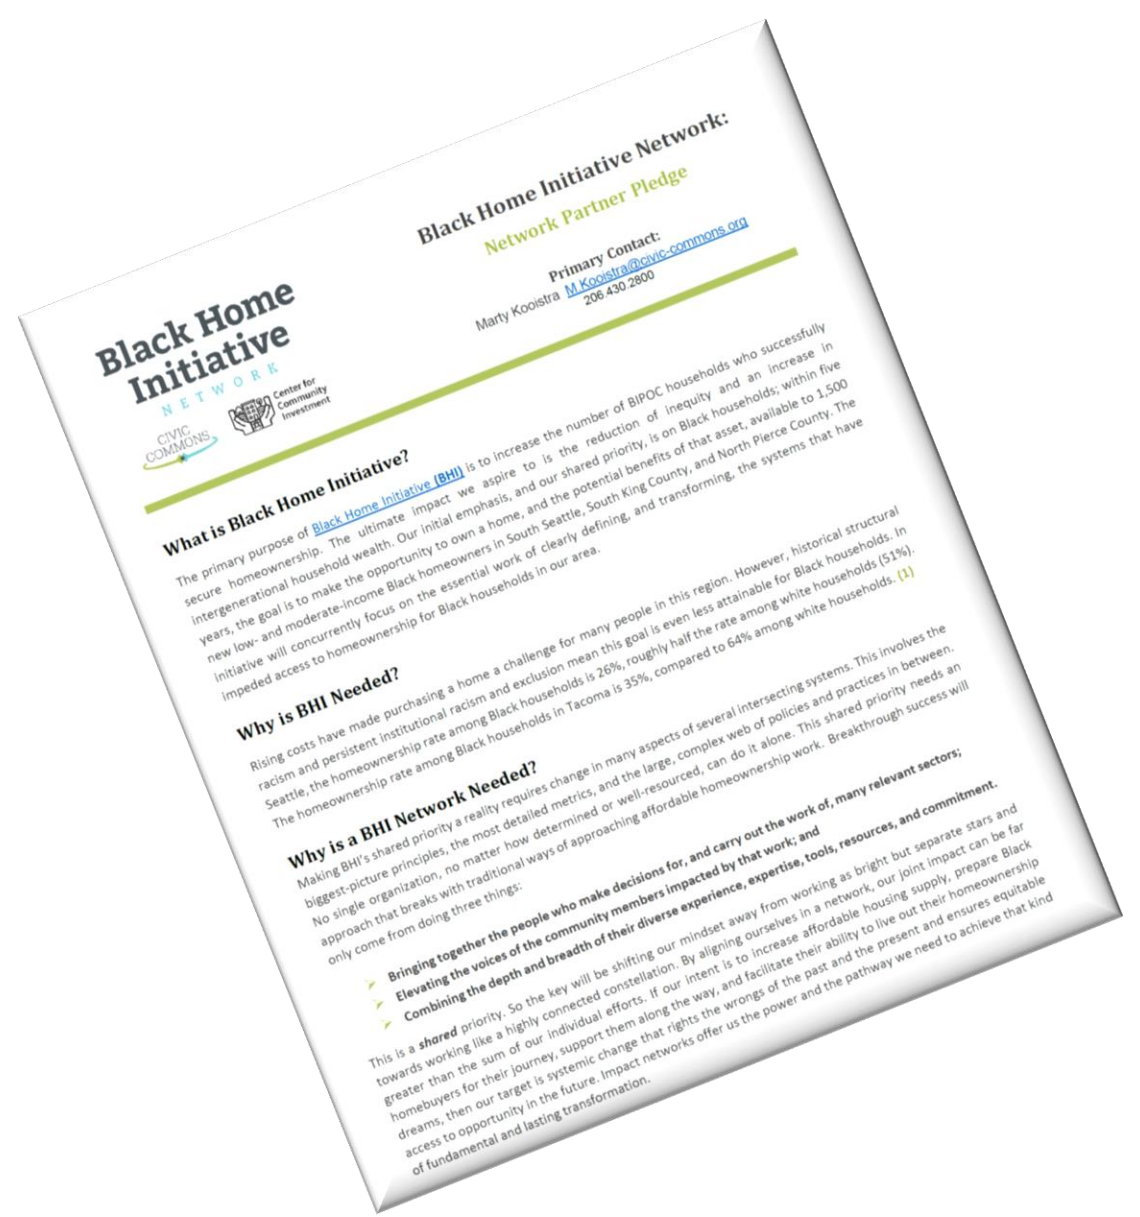 Black Home Initiative Network:
Network Partner Pledge
Primary Contact:
Marty Kooistra M.Kooistra@civic-commons.org
206.430.2800
Black Home
Initiative
NETWORK
CIVIC
COMMONS
Center for
Community
Investment
What is Black Home Initiative?
The primary purpose of Black Home Initiative (BHI) is to increase the number of BIPOC households who successfully
secure homeownership. The ultimate impact we aspire to is the reduction of inequity and an increase in
intergenerational household wealth. Our initial emphasis, and our shared priority, is on Black households; within five
years, the goal is to make the opportunity to own a home, and the potential benefits of that asset, available to 1,500
new low- and moderate-income Black homeowners in South Seattle, South King County, and North Pierce County. The
initiative will concurrently focus on the essential work of clearly defining, and transforming, the systems that have
impeded access to homeownership for Black households in our area.
Why is BHI Needed?
Rising costs have made purchasing a home a challenge for many people in this region. However, historical structural
racism and persistent institutional racism and exclusion mean this goal is even less attainable for Black households. In
Seattle, the homeownership rate among Black households is 26%, roughly half the rate among white households (51%).
The homeownership rate among Black households in Tacoma is 35%, compared to 64% among white households. (1)
Why is a BHI Network Needed?
Making BHI's shared priority a reality requires change in many aspects of several intersecting systems. This involves the
biggest-picture principles, the most detailed metrics, and the large, complex web of policies and practices in between.
No single organization, no matter how determined or well-resourced, can do it alone. This shared priority needs an
approach that breaks with traditional ways of approaching affordable homeownership work. Breakthrough success will
only come from doing three things:
Bringing together the people who make decisions for, and carry out the work of, many relevant sectors;
Elevating the voices of the community members impacted by that work; and
Combining the depth and breadth of their diverse experience, expertise, tools, resources, and commitment.
This is a shared priority. So the key will be shifting our mindset away from working as bright but separate stars and
towards working like a highly connected constellation. By aligning ourselves in a network, our joint impact can be far
greater than the sum of our individual efforts. If our intent is to increase affordable housing supply, prepare Black
homebuyers for their journey, support them along the way, and facilitate their ability to live out their homeownership
dreams, then our target is systemic change that rights the wrongs of the past and the present and ensures equitable
access to opportunity in the future. Impact networks offer us the power and the pathway we need to achieve that kind
of fundamental and lasting transformation.